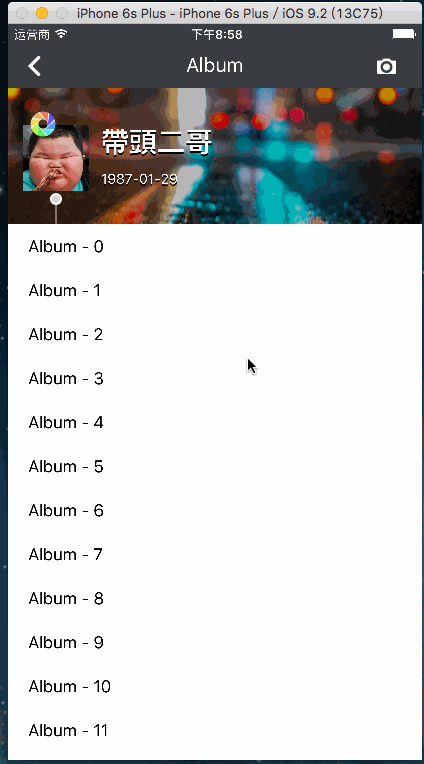 iPhone 6s Plus - iPhone 6s Plus / iOS 9.2 (13C75)
运营商 下午8:58
Album
帶頭二哥
1987-01-29
Album - 0
Album - 1
Album - 2
Album - 3
Album - 4
Album - 5
Album - 6
Album - 7
Album - 8
Album - 9
Album - 10
Album - 11